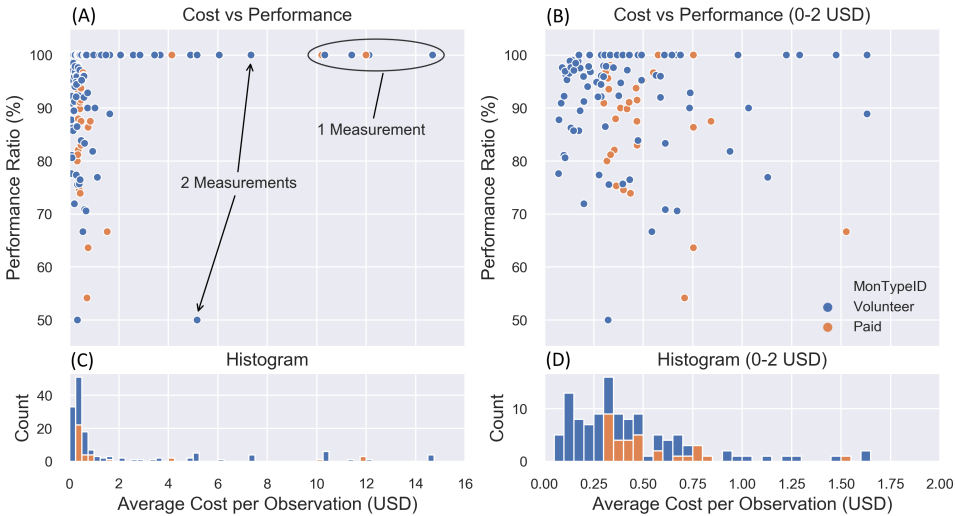 (A)
Cost vs Performance
Performance Ratio (%)
100
90
80
70
60
50
1 Measurement
2 Measurements
(B)
Cost vs Performance (0-2 USD)
Performance Ratio (%)
100
90
80
70
60
50
MonTypeID
Volunteer
Paid
(C)
Histogram
Count
40
20
0
0 2 4 6 8 10 12 14 16
Average Cost per Observation (USD)
(D)
Histogram (0-2 USD)
Count
10
0
0.00 0.25 0.50 0.75 1.00 1.25 1.50 1.75 2.00
Average Cost per Observation (USD)